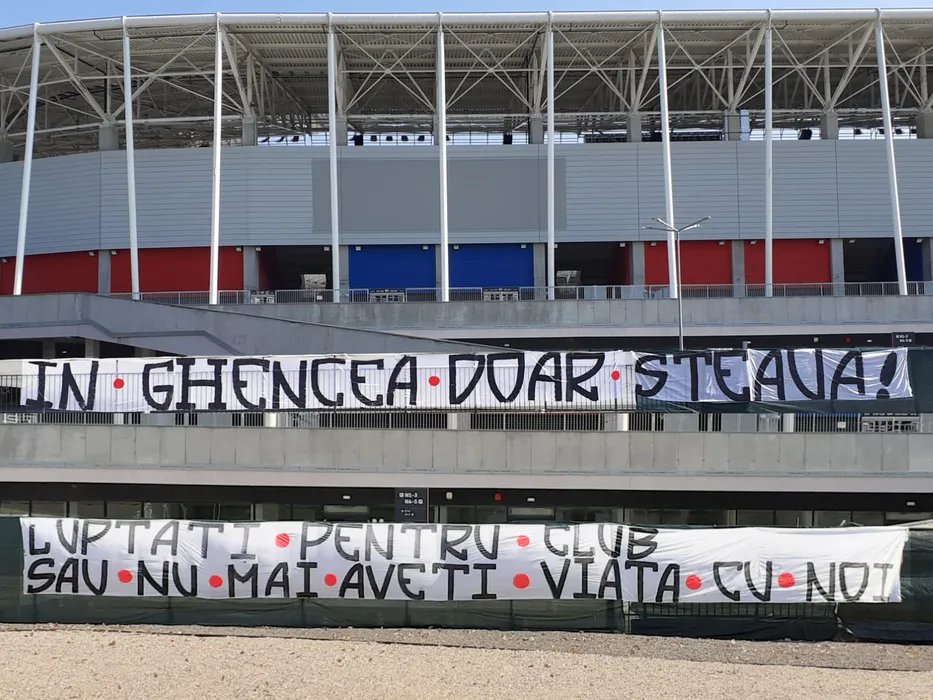 IN • GHENCEA • DOAR • STEAUA!
LUPTATI • PENTRU • CLUB
SAU • NU • MAI • AVETI • VIATA • CU • NOI